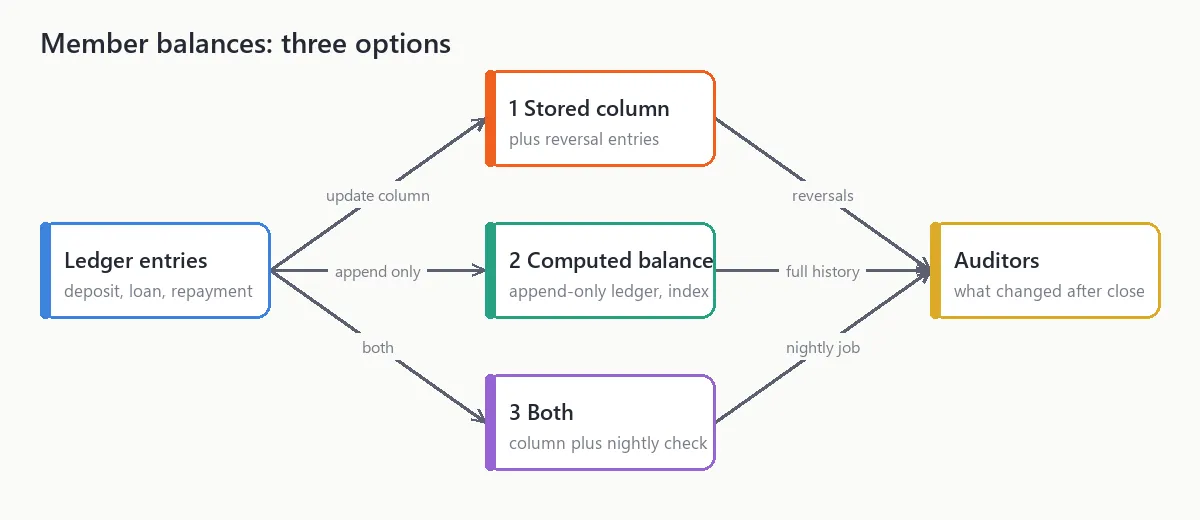 Member balances: three options
1 Stored column
plus reversal entries
update column
reversals
Ledger entries
deposit, loan, repayment
append only
2 Computed balance
append-only ledger, index
full history
Auditors
what changed after close
both
nightly job
3 Both
column plus nightly check